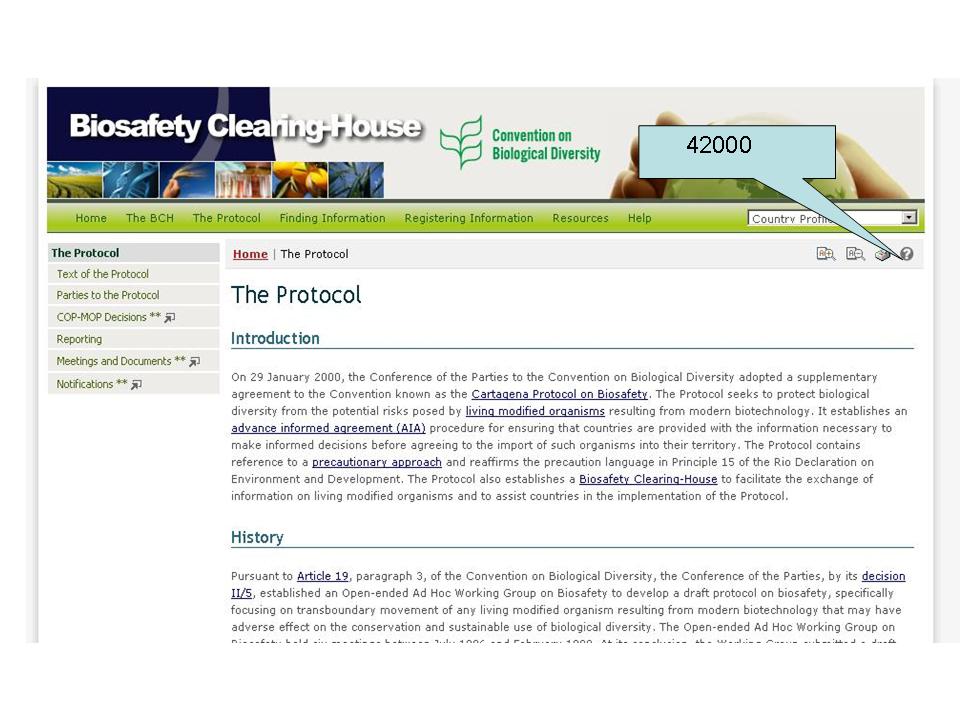 Biosafety Clearing-House
Convention on
Biological Diversity
42000
Home The BCH The Protocol Finding Information Registering Information Resources Help
Country Profile
The Protocol
Text of the Protocol
Parties to the Protocol
COP-MOP Decisions **
Reporting
Meetings and Documents **
Notifications **
Home | The Protocol
The Protocol
Introduction
On 29 January 2000, the Conference of the Parties to the Convention on Biological Diversity adopted a supplementary
agreement to the Convention known as the Cartagena Protocol on Biosafety. The Protocol seeks to protect biological
diversity from the potential risks posed by living modified organisms resulting from modern biotechnology. It establishes an
advance informed agreement (AIA) procedure for ensuring that countries are provided with the information necessary to
make informed decisions before agreeing to the import of such organisms into their territory. The Protocol contains
reference to a precautionary approach and reaffirms the precaution language in Principle 15 of the Rio Declaration on
Environment and Development. The Protocol also establishes a Biosafety Clearing-House to facilitate the exchange of
information on living modified organisms and to assist countries in the implementation of the Protocol.
History
Pursuant to Article 19, paragraph 3, of the Convention on Biological Diversity, the Conference of the Parties, by its decision
II/5, established an Open-ended Ad Hoc Working Group on Biosafety to develop a draft protocol on biosafety, specifically
focusing on transboundary movement of any living modified organism resulting from modern biotechnology that may have
adverse effect on the conservation and sustainable use of biological diversity. The Open-ended Ad Hoc Working Group on
Biosafety held six meetings between July 1996 and February 1999. At its conclusion, the Working Group submitted a draft